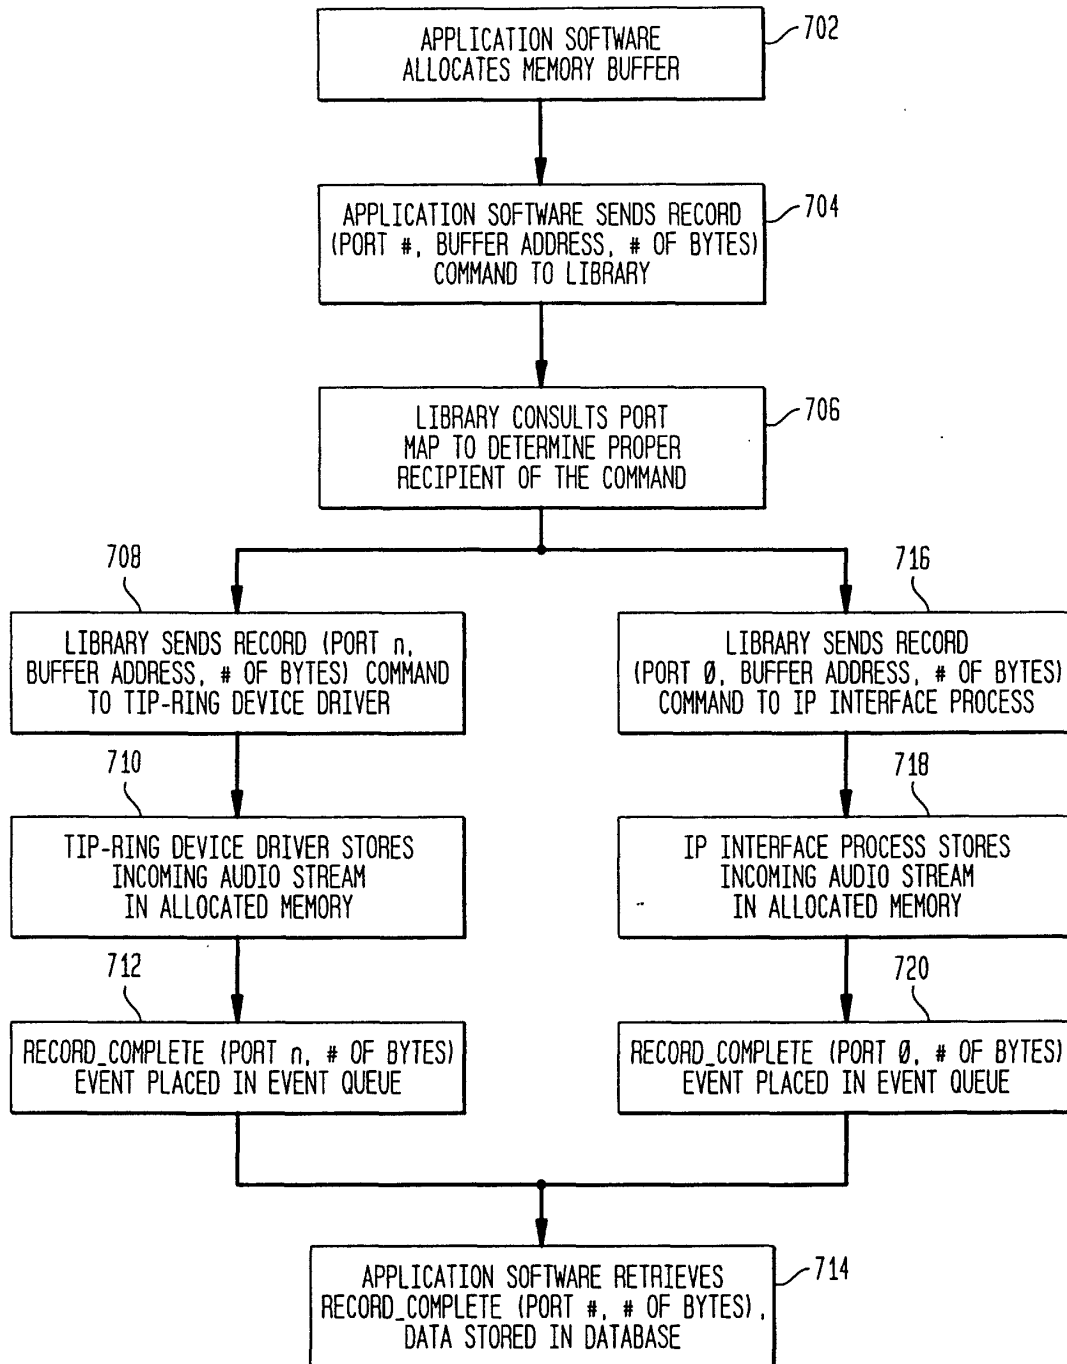 APPLICATION SOFTWARE
ALLOCATES MEMORY BUFFER
702
APPLICATION SOFTWARE SENDS RECORD
(PORT #, BUFFER ADDRESS, # OF BYTES)
COMMAND TO LIBRARY
704
LIBRARY CONSULTS PORT
MAP TO DETERMINE PROPER
RECIPIENT OF THE COMMAND
706
708
LIBRARY SENDS RECORD (PORT n,
BUFFER ADDRESS, # OF BYTES) COMMAND
TO TIP-RING DEVICE DRIVER
710
TIP-RING DEVICE DRIVER STORES
INCOMING AUDIO STREAM
IN ALLOCATED MEMORY
712
RECORD_COMPLETE (PORT n, # OF BYTES)
EVENT PLACED IN EVENT QUEUE
716
LIBRARY SENDS RECORD
(PORT Ø, BUFFER ADDRESS, # OF BYTES)
COMMAND TO IP INTERFACE PROCESS
718
IP INTERFACE PROCESS STORES
INCOMING AUDIO STREAM
IN ALLOCATED MEMORY
720
RECORD_COMPLETE (PORT Ø, # OF BYTES)
EVENT PLACED IN EVENT QUEUE
APPLICATION SOFTWARE RETRIEVES
RECORD_COMPLETE (PORT #, # OF BYTES),
DATA STORED IN DATABASE
714